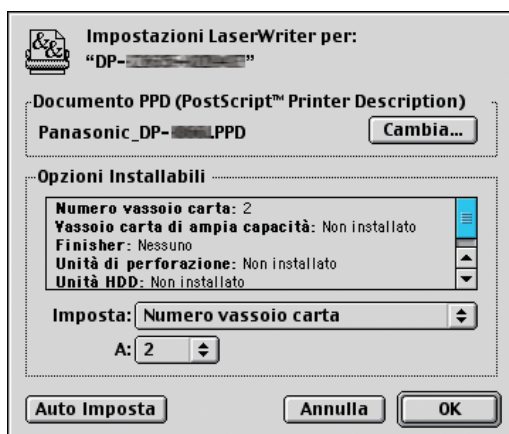 Impostazioni LaserWriter per:
“DP-
Documento PPD (PostScript™ Printer Description)
Panasonic_DP- .PPD
Cambia...
Opzioni Installabili
Numero vassoio carta: 2
Vassoio carta di ampia capacità: Non installato
Finisher: Nessuno
Unità di perforazione: Non installato
Unità HDD: Non installato
Imposta: Numero vassoio carta
A: 2
Auto Imposta
Annulla
OK